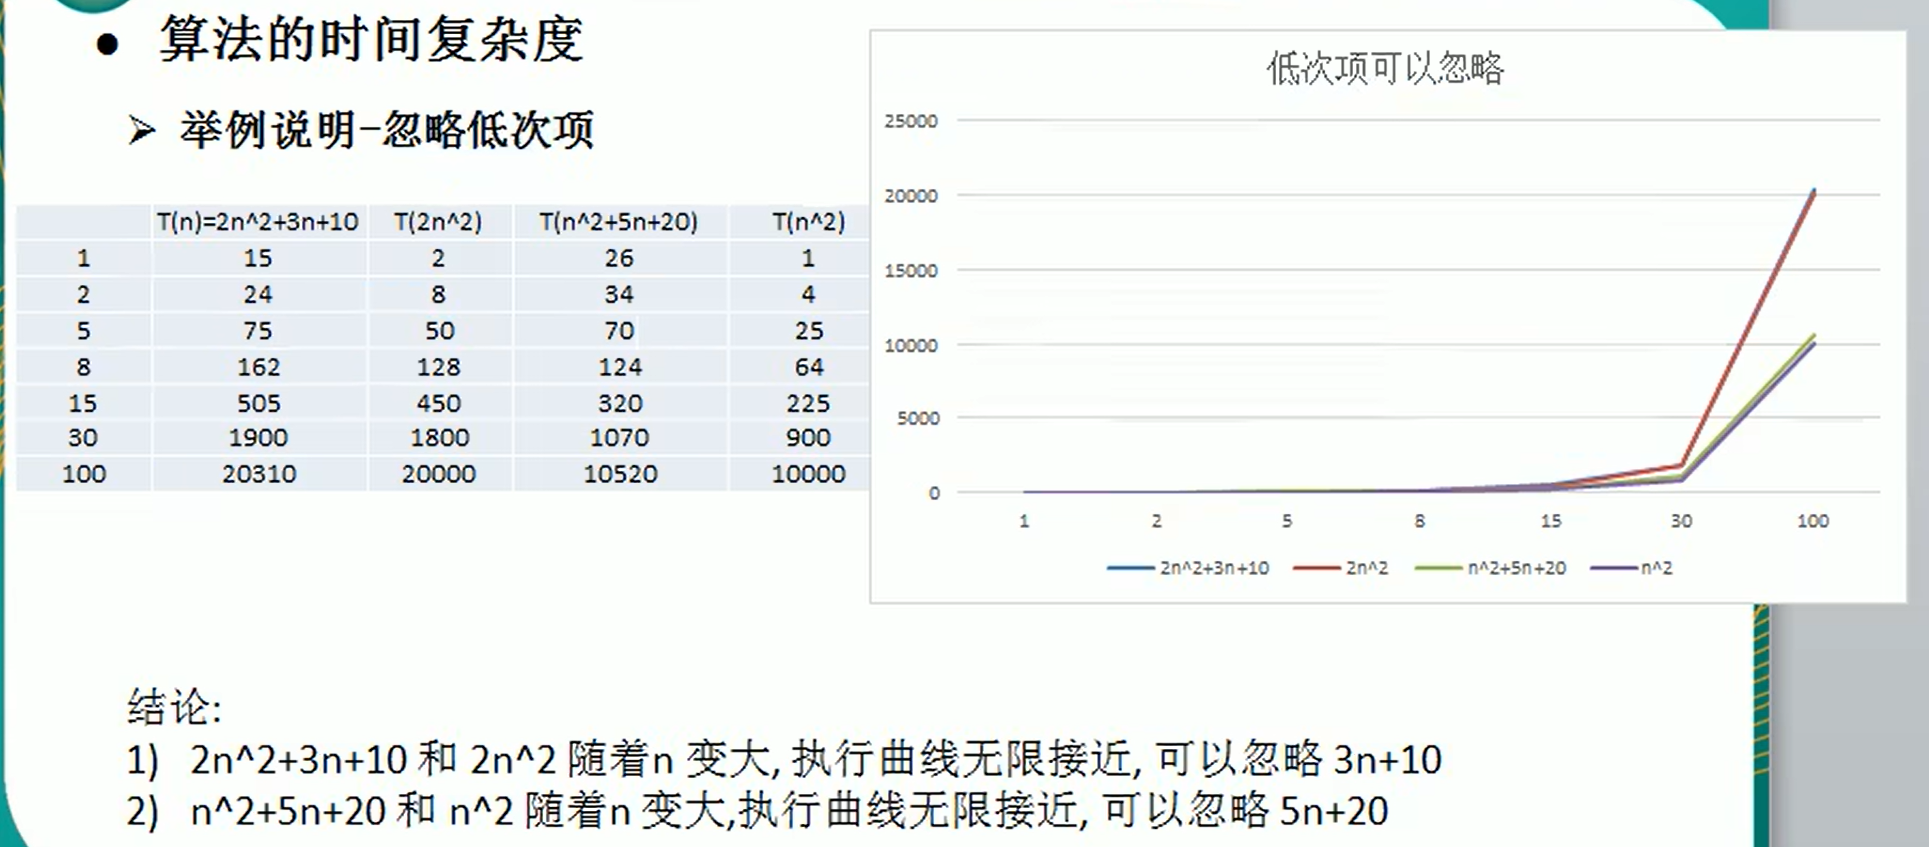 ● 算法的时间复杂度
➢ 举例说明-忽略低次项
T(n)=2n^2+3n+10 T(2n^2) T(n^2+5n+20) T(n^2)
1 15 2 26 1
2 24 8 34 4
5 75 50 70 25
8 162 128 124 64
15 505 450 320 225
30 1900 1800 1070 900
100 20310 20000 10520 10000
低次项可以忽略
25000
20000
15000
10000
5000
0
1 2 5 8 15 30 100
2n^2+3n+10 2n^2 n^2+5n+20 n^2
结论:
1) 2n^2+3n+10 和 2n^2 随着n 变大, 执行曲线无限接近, 可以忽略 3n+10
2) n^2+5n+20 和 n^2 随着n 变大,执行曲线无限接近, 可以忽略 5n+20